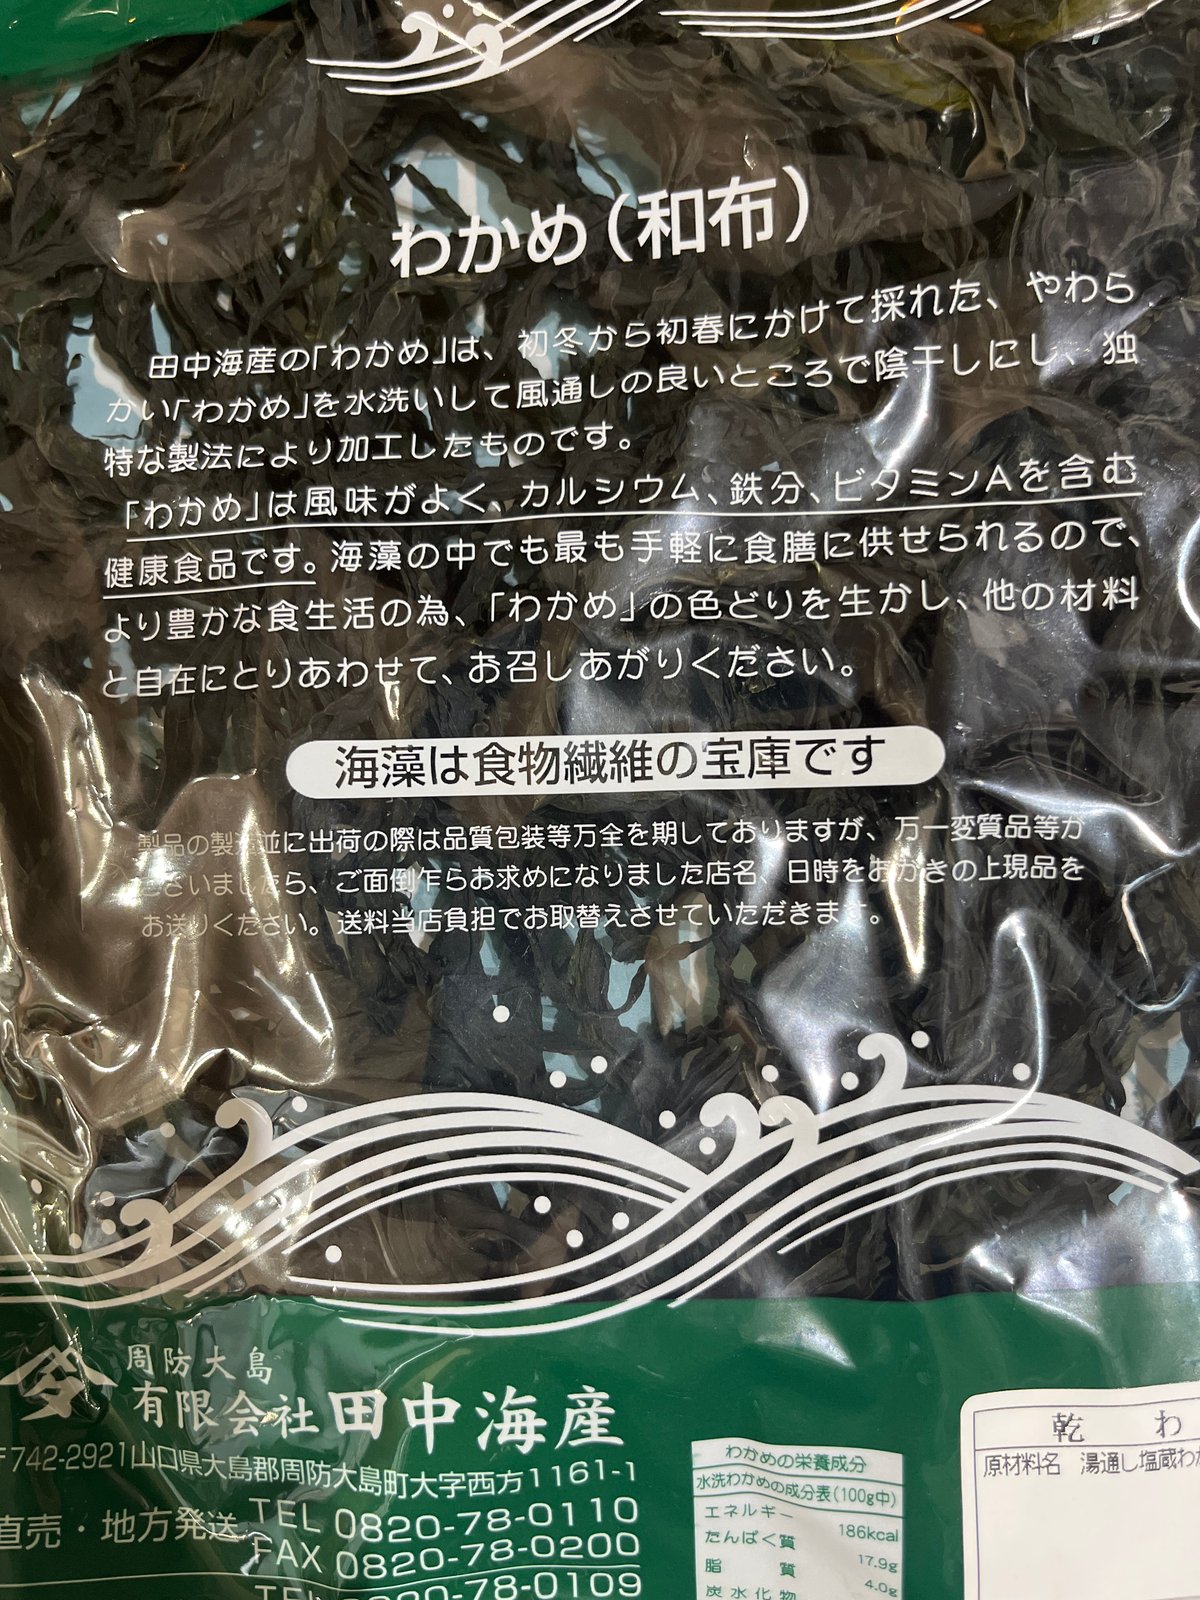 わかめ(和布)
田中海産の「わかめ」は、初冬から初春にかけて採れた、やわら
かい「わかめ」を水洗いして風通しの良いところで陰干しにし、独
特な製法により加工したものです。
「わかめ」は風味がよく、カルシウム、鉄分、ビタミンAを含む
健康食品です。海藻の中でも最も手軽に食膳に供せられるので、
より豊かな食生活の為、「わかめ」の色どりを生かし、他の材料
と自在にとりあわせて、お召しあがりください。
海藻は食物繊維の宝庫です
製品の製 並に出荷の際は品質包装等万全を期しておりますが、万一変質品等が
ございましたら、ご面倒乍らお求めになりました店名、日時をおかきの上現品を
お送りください。送料当店負担でお取替えさせていただきます。
周防大島
有限会社田中海産
〒742-2921山口県大島郡周防大島町大字西方1161-1
直売・地方発送
TEL 0820-78-0110
FAX 0820-78-0200
TEL 0820-78-0109
わかめの栄養成分
水洗わかめの成分表(100g中)
エネルギー 186kcal
たんぱく質 17.9g
脂質 4.0g
炭水化物
乾 わ
原材料名 湯通し塩蔵わか